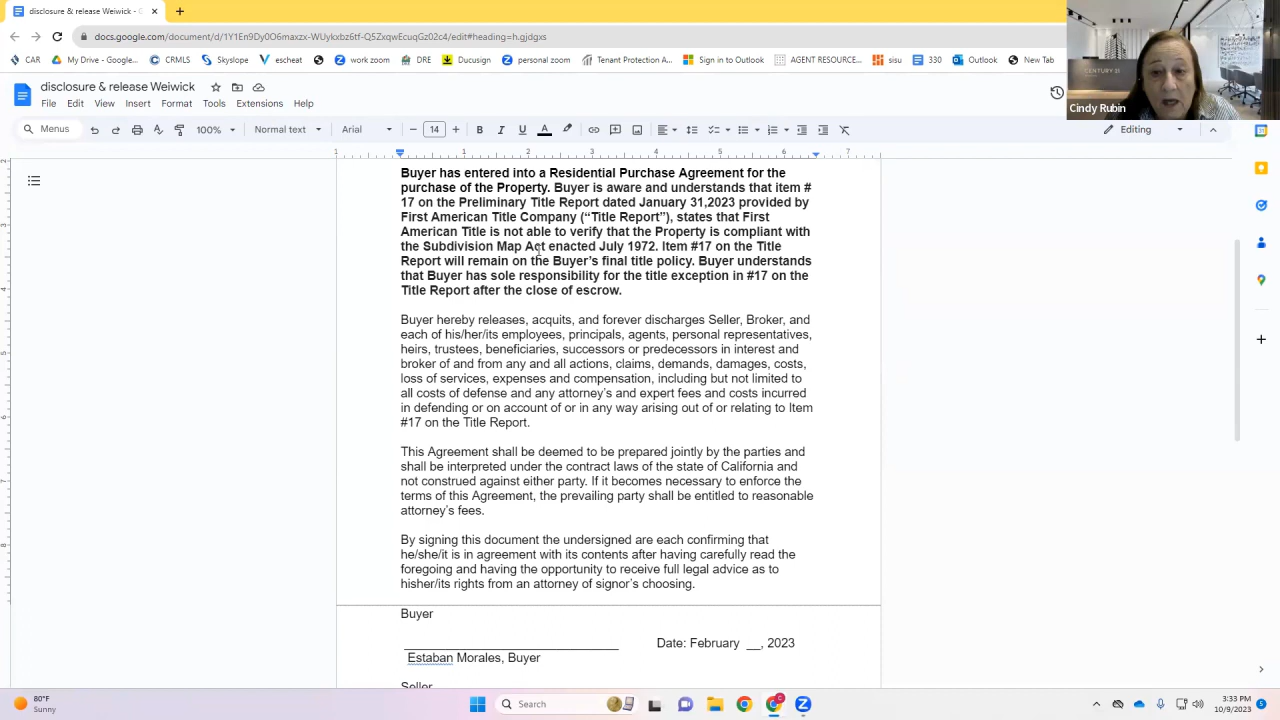 disclosure & release Weiwick - G
docs.google.com/document/d/1Y1En9Dy0O6maxzx-WUykxbz6tf-Q5ZxqwEcuqGz02c4/edit#heading=h.gjdgxs
CAR My Drive - Google... CRMLS Skyslope escheat work zoom DRE Docusign personal zoom Tenant Protection A... Sign in to Outlook AGENT RESOURCE... sisu 330 Outlook New Tab
CENTURY 21
Cindy Rubin
disclosure & release Weiwick
File Edit View Insert Format Tools Extensions Help
Menus 100% Normal text Arial 14 B I U A Editing
1 1 2 3 4 5 6 7
Buyer has entered into a Residential Purchase Agreement for the
purchase of the Property. Buyer is aware and understands that item #
17 on the Preliminary Title Report dated January 31,2023 provided by
First American Title Company (“Title Report”), states that First
American Title is not able to verify that the Property is compliant with
the Subdivision Map Act enacted July 1972. Item #17 on the Title
Report will remain on the Buyer’s final title policy. Buyer understands
that Buyer has sole responsibility for the title exception in #17 on the
Title Report after the close of escrow.
Buyer hereby releases, acquits, and forever discharges Seller, Broker, and
each of his/her/its employees, principals, agents, personal representatives,
heirs, trustees, beneficiaries, successors or predecessors in interest and
broker of and from any and all actions, claims, demands, damages, costs,
loss of services, expenses and compensation, including but not limited to
all costs of defense and any attorney’s and expert fees and costs incurred
in defending or on account of or in any way arising out of or relating to Item
#17 on the Title Report.
This Agreement shall be deemed to be prepared jointly by the parties and
shall be interpreted under the contract laws of the state of California and
not construed against either party. If it becomes necessary to enforce the
terms of this Agreement, the prevailing party shall be entitled to reasonable
attorney’s fees.
By signing this document the undersigned are each confirming that
he/she/it is in agreement with its contents after having carefully read the
foregoing and having the opportunity to receive full legal advice as to
hisher/its rights from an attorney of signor’s choosing.
Buyer
Date: February __, 2023
Estaban Morales, Buyer
Seller
80°F
Sunny
Search
3:33 PM
10/9/2023